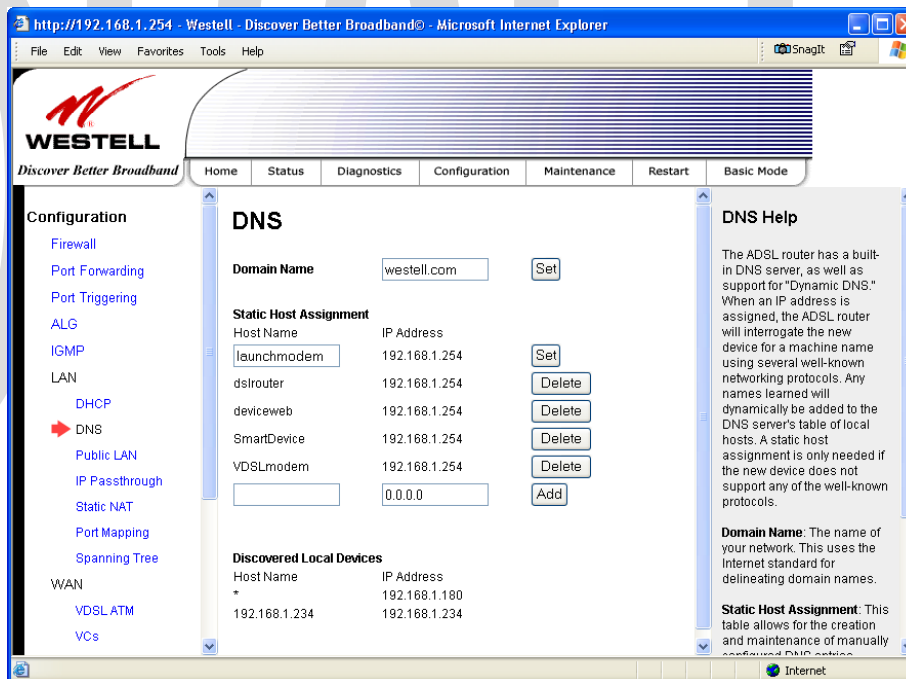 http://192.168.1.254 - Westell - Discover Better Broadband© - Microsoft Internet Explorer
File Edit View Favorites Tools Help
SnagIt
WESTELL
Discover Better Broadband
Home Status Diagnostics Configuration Maintenance Restart Basic Mode
Configuration
Firewall
Port Forwarding
Port Triggering
ALG
IGMP
LAN
DHCP
DNS
Public LAN
IP Passthrough
Static NAT
Port Mapping
Spanning Tree
WAN
VDSL ATM
VCs
DNS
Domain Name westell.com Set
Static Host Assignment
Host Name IP Address
launchmodem 192.168.1.254 Set
dslrouter 192.168.1.254 Delete
deviceweb 192.168.1.254 Delete
SmartDevice 192.168.1.254 Delete
VDSLmodem 192.168.1.254 Delete
0.0.0.0 Add
Discovered Local Devices
Host Name IP Address
* 192.168.1.180
192.168.1.234 192.168.1.234
DNS Help
The ADSL router has a built-
in DNS server, as well as
support for "Dynamic DNS."
When an IP address is
assigned, the ADSL router
will interrogate the new
device for a machine name
using several well-known
networking protocols. Any
names learned will
dynamically be added to the
DNS server's table of local
hosts. A static host
assignment is only needed if
the new device does not
support any of the well-known
protocols.
Domain Name: The name of
your network. This uses the
Internet standard for
delineating domain names.
Static Host Assignment: This
table allows for the creation
and maintenance of manually
configured DNS entries
Internet